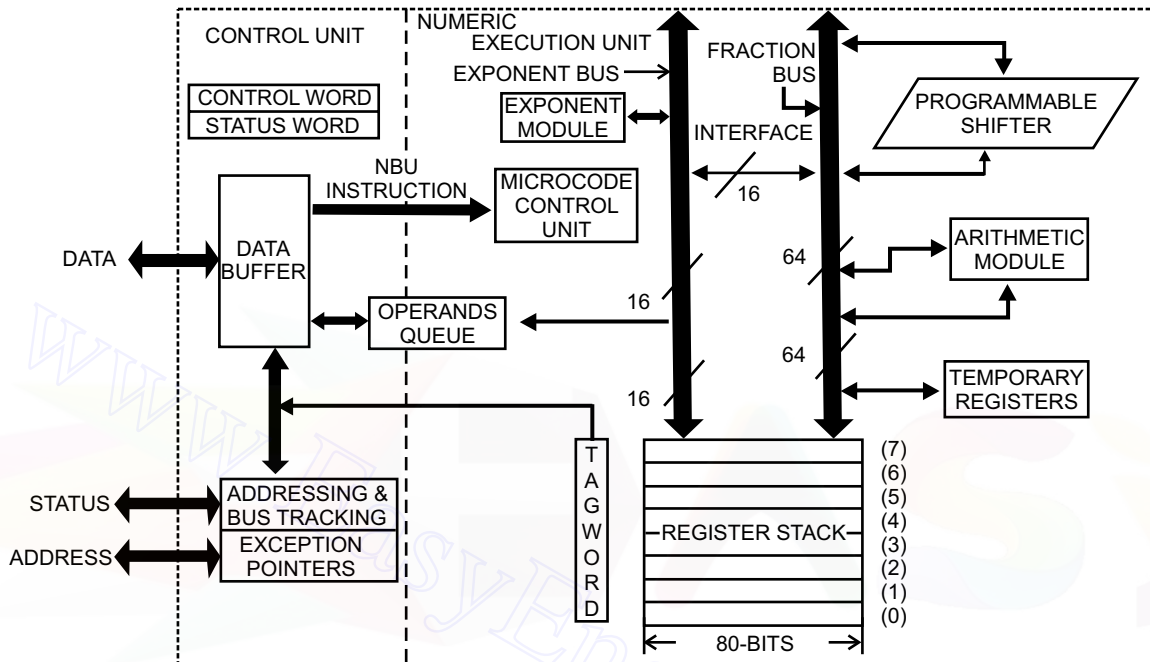 CONTROL UNIT
NUMERIC
EXECUTION UNIT
EXPONENT BUS
FRACTION
BUS
CONTROL WORD
STATUS WORD
EXPONENT
MODULE
PROGRAMMABLE
SHIFTER
INTERFACE
16
NBU
INSTRUCTION
MICROCODE
CONTROL
UNIT
DATA
DATA
BUFFER
64
ARITHMETIC
MODULE
16
OPERANDS
QUEUE
64
16
TEMPORARY
REGISTERS
T
A
G
W
O
R
D
(7)
(6)
(5)
(4)
(3)
(2)
(1)
(0)
REGISTER STACK
STATUS
ADDRESSING &
BUS TRACKING
ADDRESS
EXCEPTION
POINTERS
80-BITS